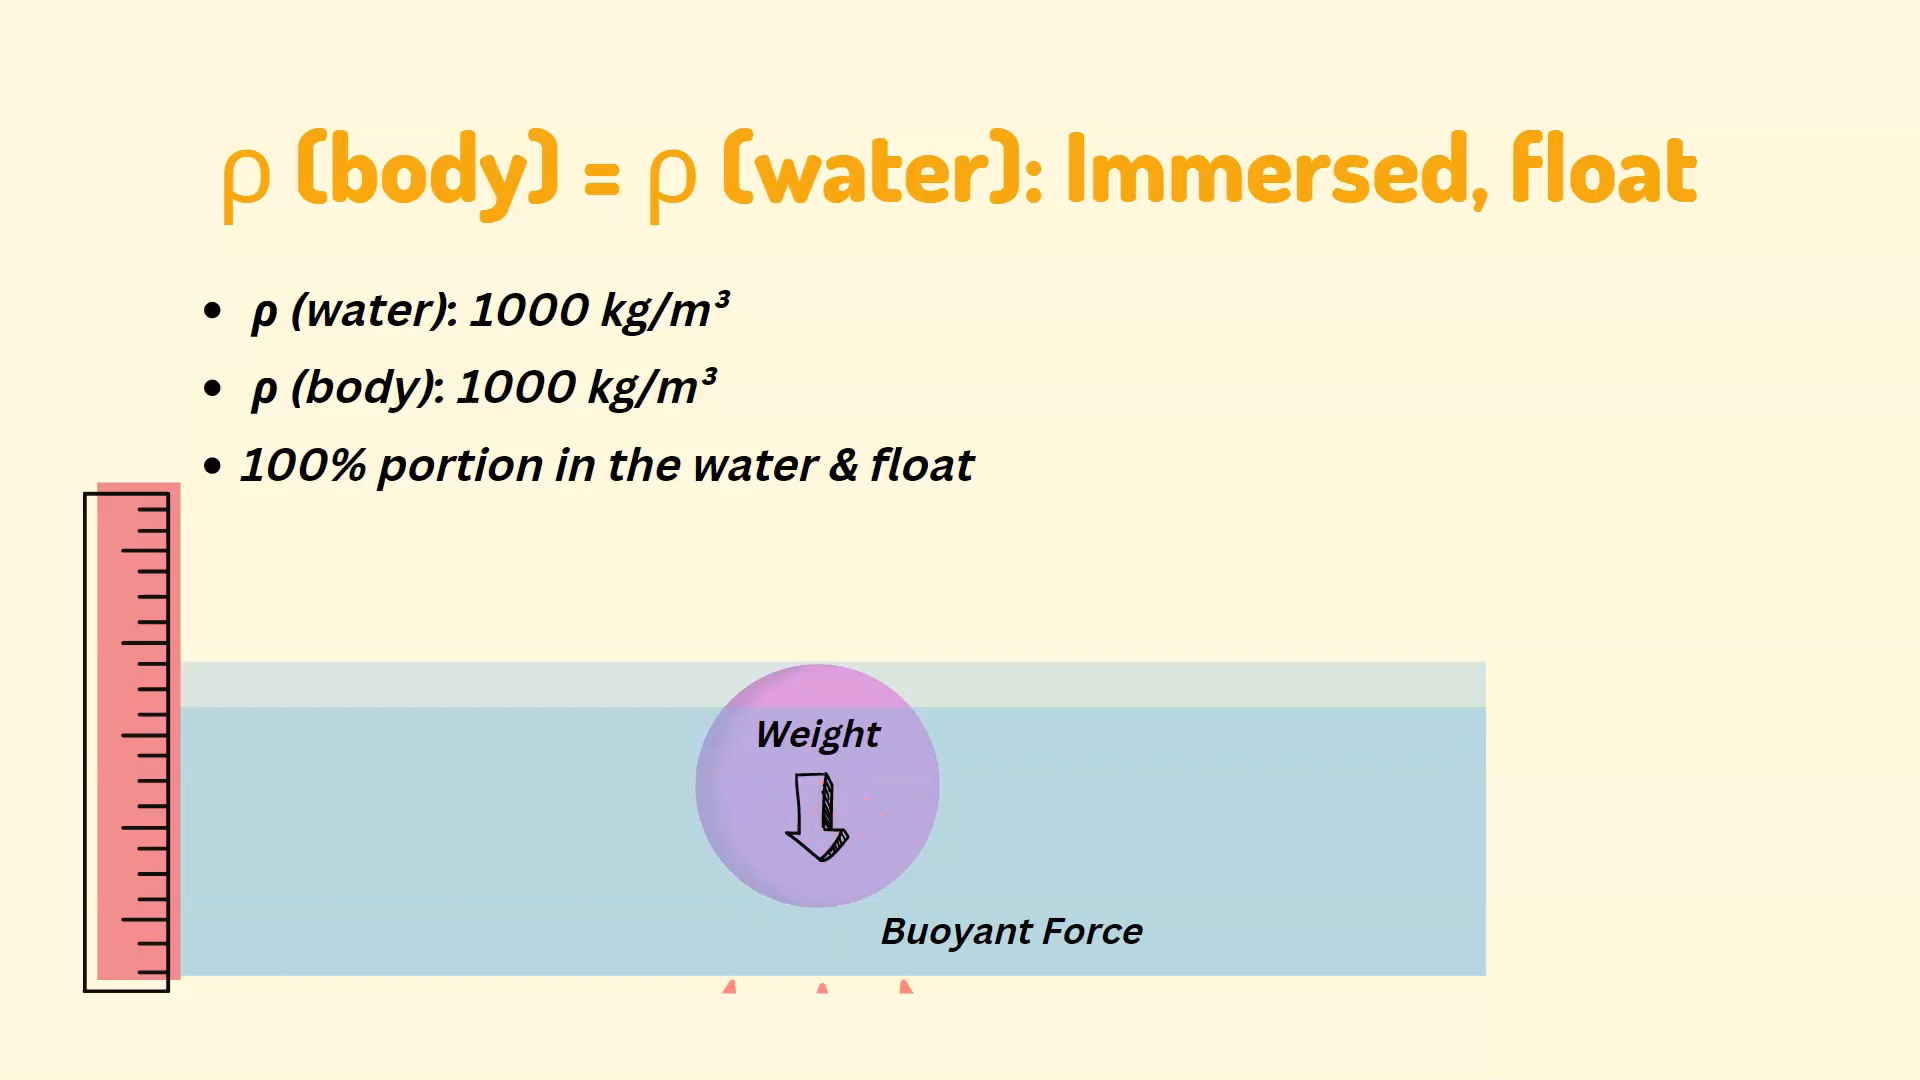 ρ (body) = ρ (water): Immersed, float
• ρ (water): 1000 kg/m³
• ρ (body): 1000 kg/m³
• 100% portion in the water & float
Weight
Buoyant Force